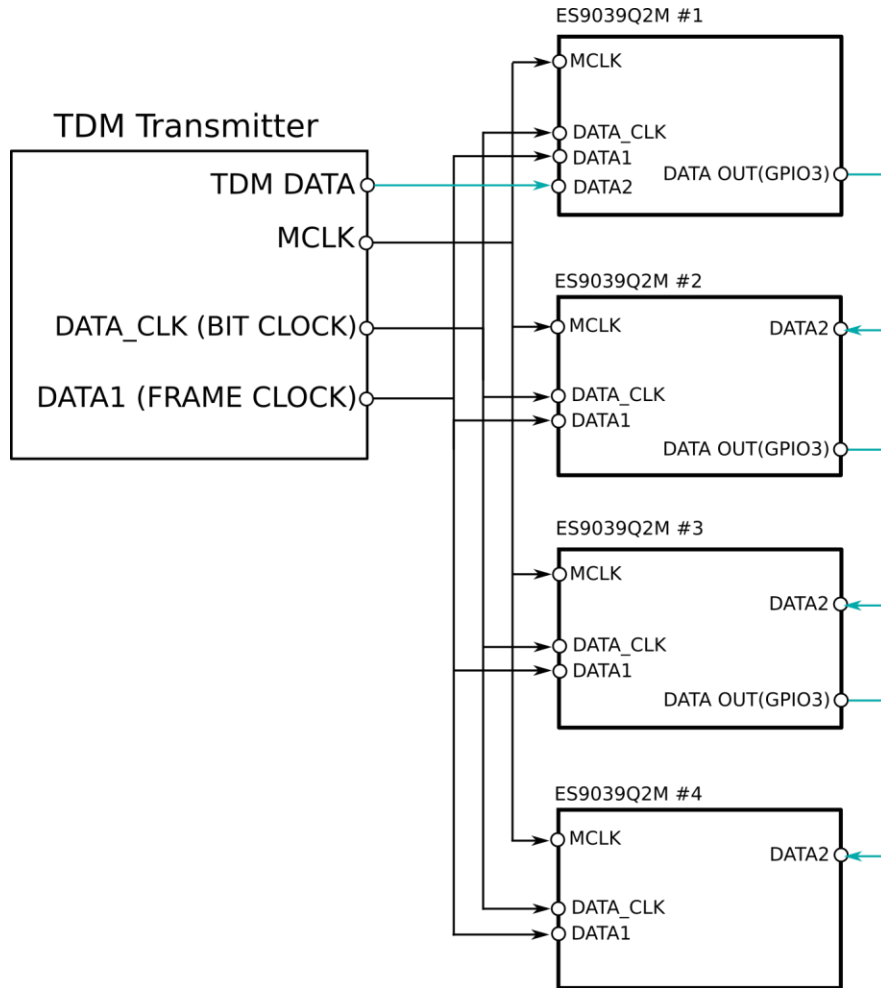 TDM Transmitter
TDM DATA
MCLK
DATA_CLK (BIT CLOCK)
DATA1 (FRAME CLOCK)
ES9039Q2M #1
MCLK
DATA_CLK
DATA1
DATA2
DATA OUT(GPIO3)
ES9039Q2M #2
MCLK
DATA2
DATA_CLK
DATA1
DATA OUT(GPIO3)
ES9039Q2M #3
MCLK
DATA2
DATA_CLK
DATA1
DATA OUT(GPIO3)
ES9039Q2M #4
MCLK
DATA2
DATA_CLK
DATA1